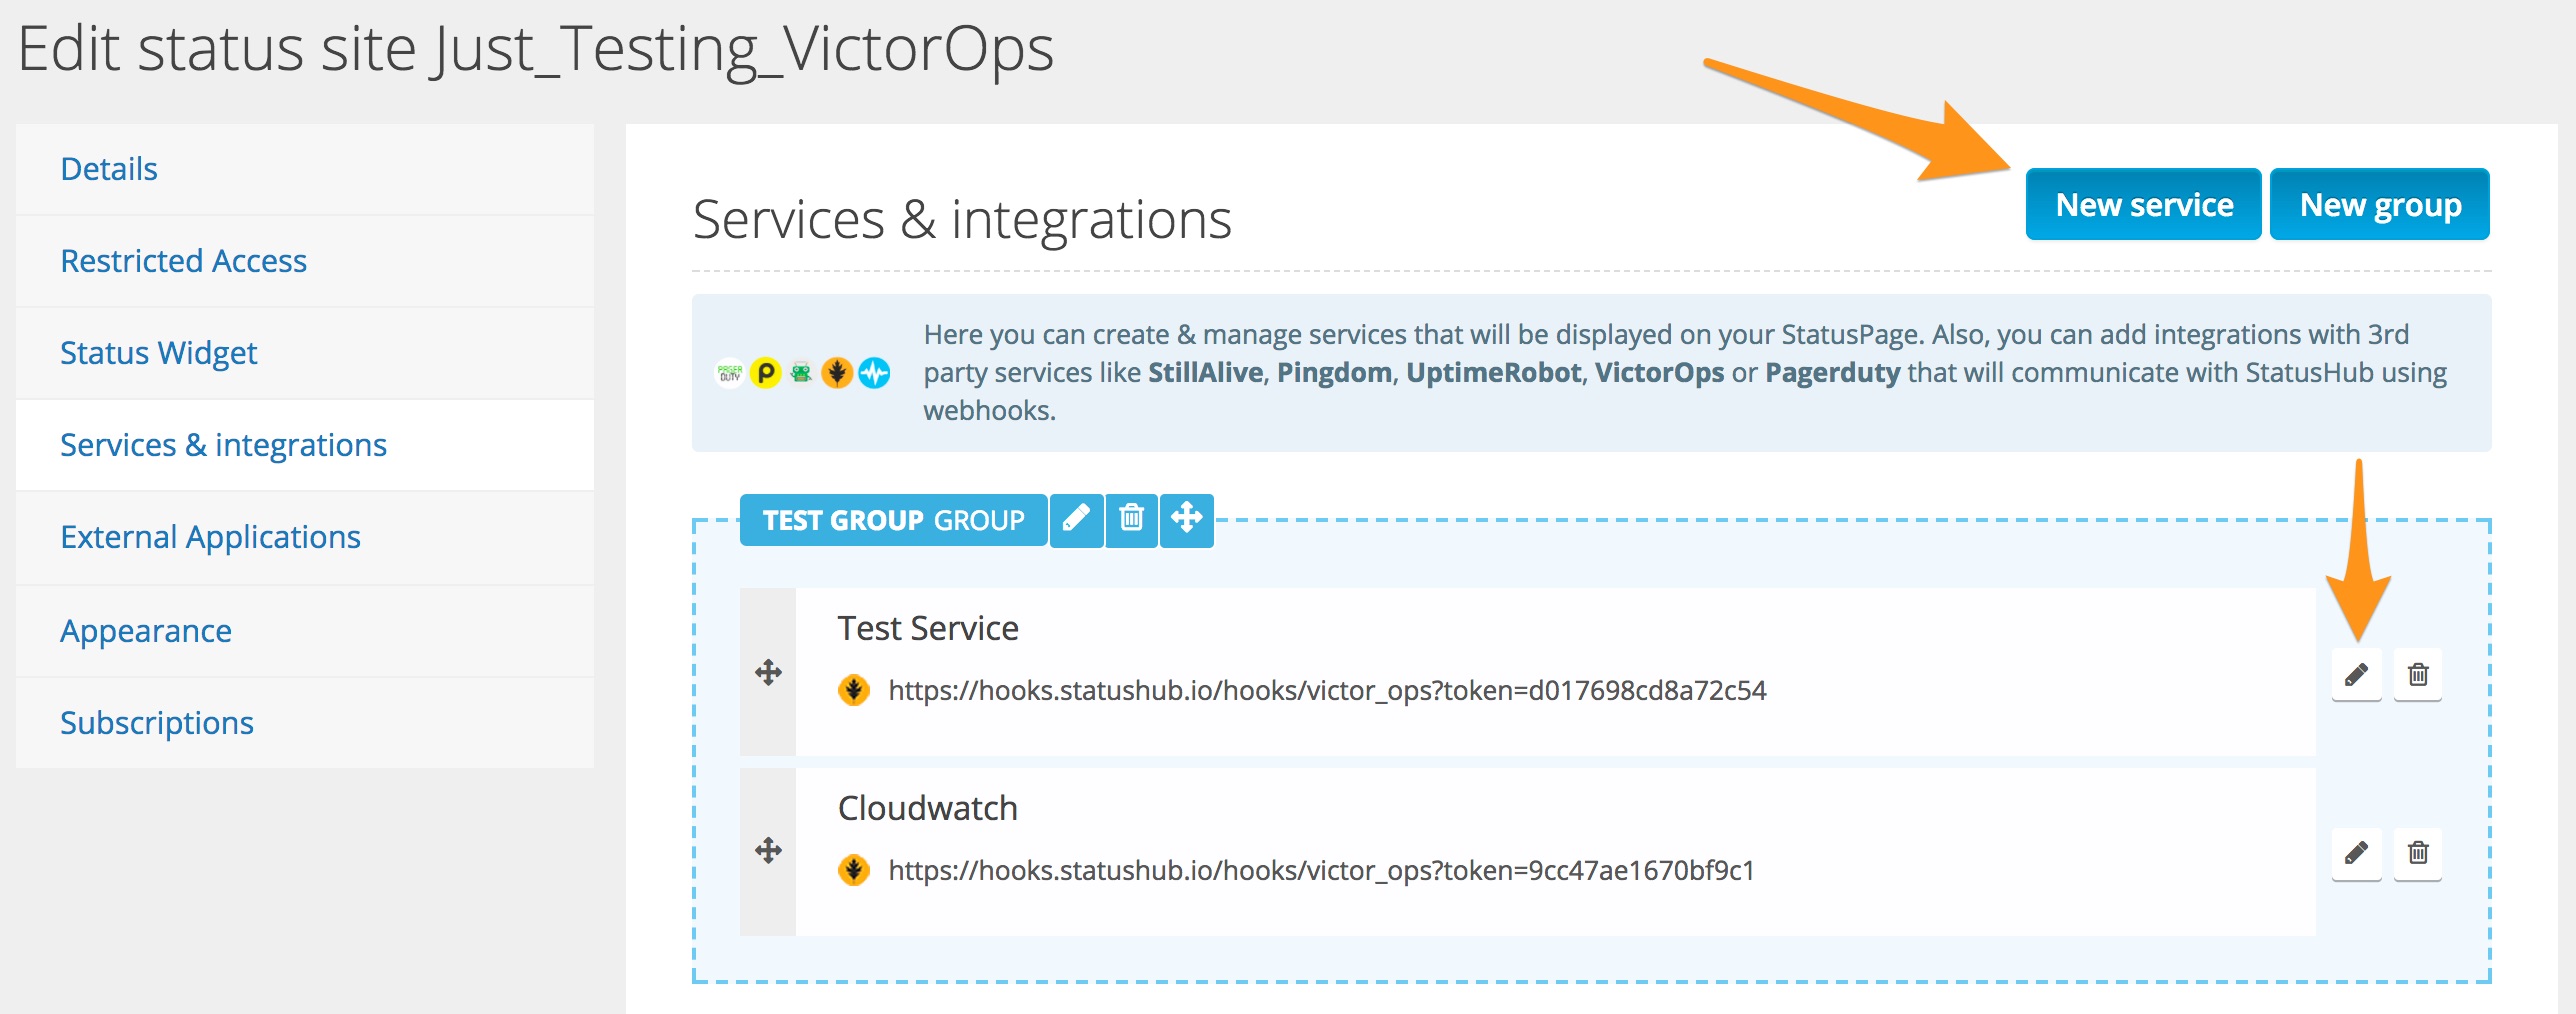 Edit status site Just_Testing_VictorOps
Details
Restricted Access
Status Widget
Services & integrations
External Applications
Appearance
Subscriptions
Services & integrations
New service
New group
PAGER
DUTY
Here you can create & manage services that will be displayed on your StatusPage. Also, you can add integrations with 3rd
party services like StillAlive, Pingdom, UptimeRobot, VictorOps or Pagerduty that will communicate with StatusHub using
webhooks.
TEST GROUP GROUP
Test Service
https://hooks.statushub.io/hooks/victor_ops?token=d017698cd8a72c54
Cloudwatch
https://hooks.statushub.io/hooks/victor_ops?token=9cc47ae1670bf9c1